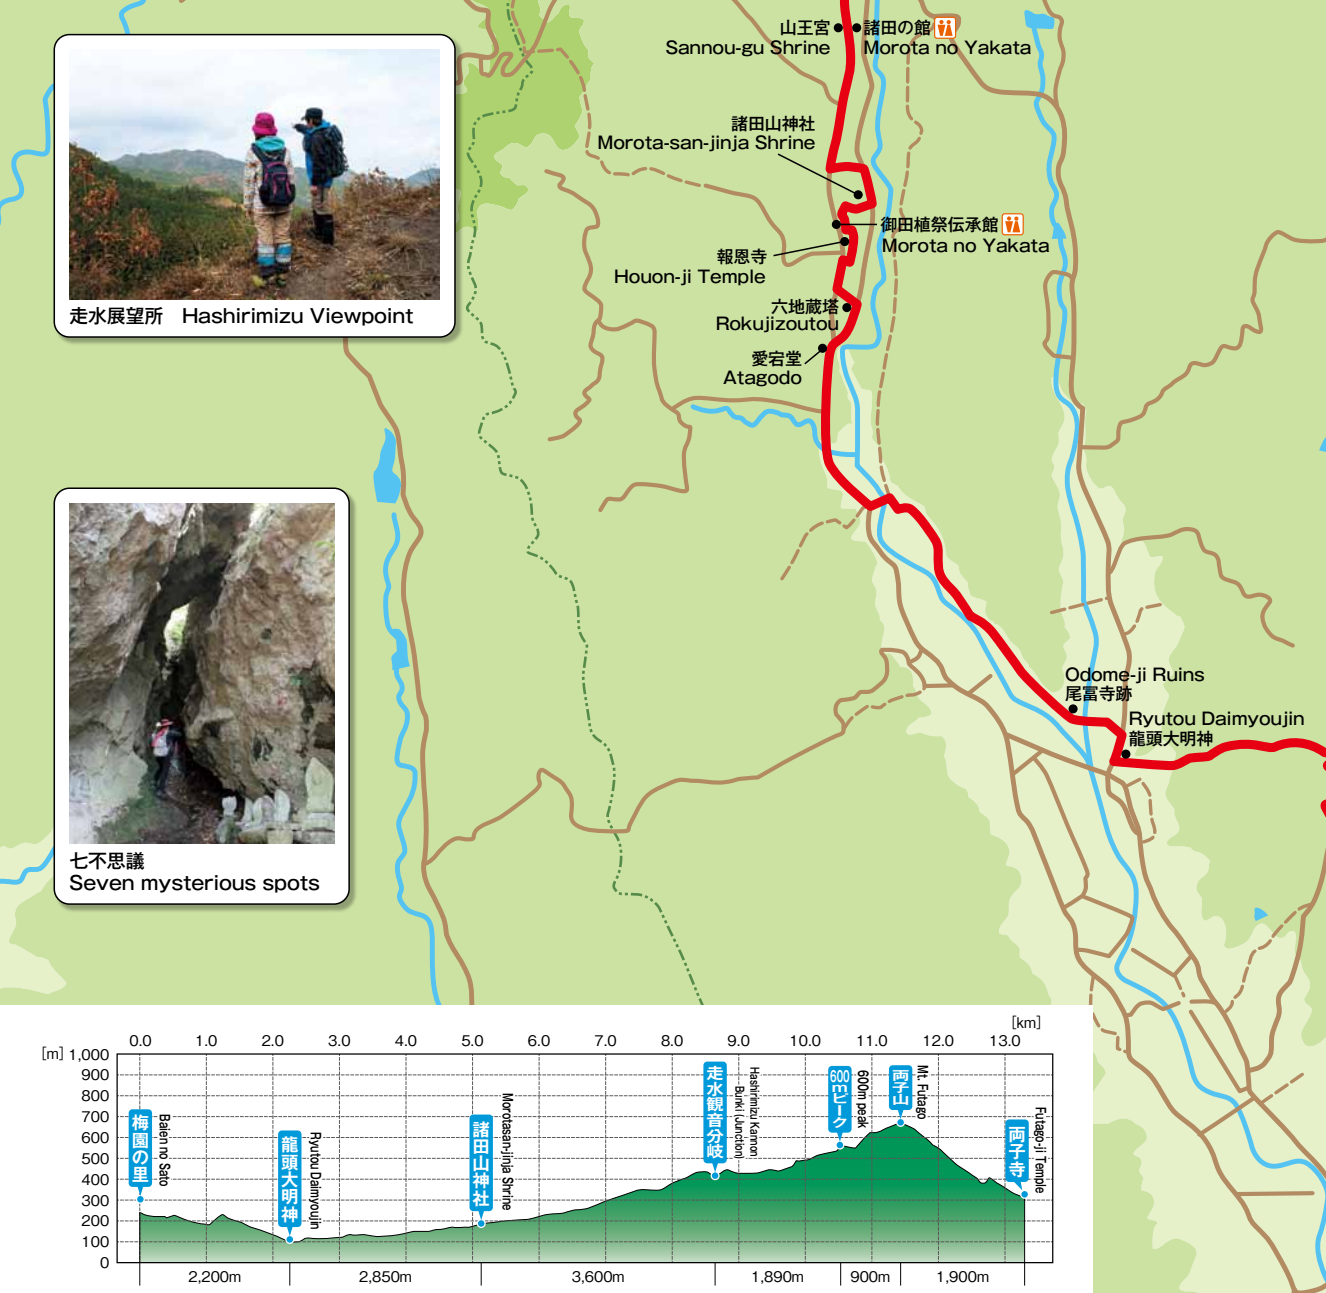 山王宮
Sannou-gu Shrine
諸田の館
Morota no Yakata
諸田山神社
Morota-san-jinja Shrine
御田植祭伝承館
Morota no Yakata
報恩寺
Houon-ji Temple
六地蔵塔
Rokujizoutou
愛宕堂
Atagodo
走水展望所 Hashirimizu Viewpoint
七不思議
Seven mysterious spots
Odome-ji Ruins
尾冨寺跡
Ryutou Daimyoujin
龍頭大明神
[km]
0.0 1.0 2.0 3.0 4.0 5.0 6.0 7.0 8.0 9.0 10.0 11.0 12.0 13.0
[m] 1,000
900
800
700
600
500
400
300
200
100
0
梅園の里
Baien no Sato
龍頭大明神
Ryutou Daimyoujin
諸田山神社
Morotasan-jinja Shrine
走水観音分岐
Hashirimizu Kannon
Bunki (Junction)
600mピーク
600m peak
両子山
Mt. Futago
両子寺
Futago-ji Temple
2,200m 2,850m 3,600m 1,890m 900m 1,900m